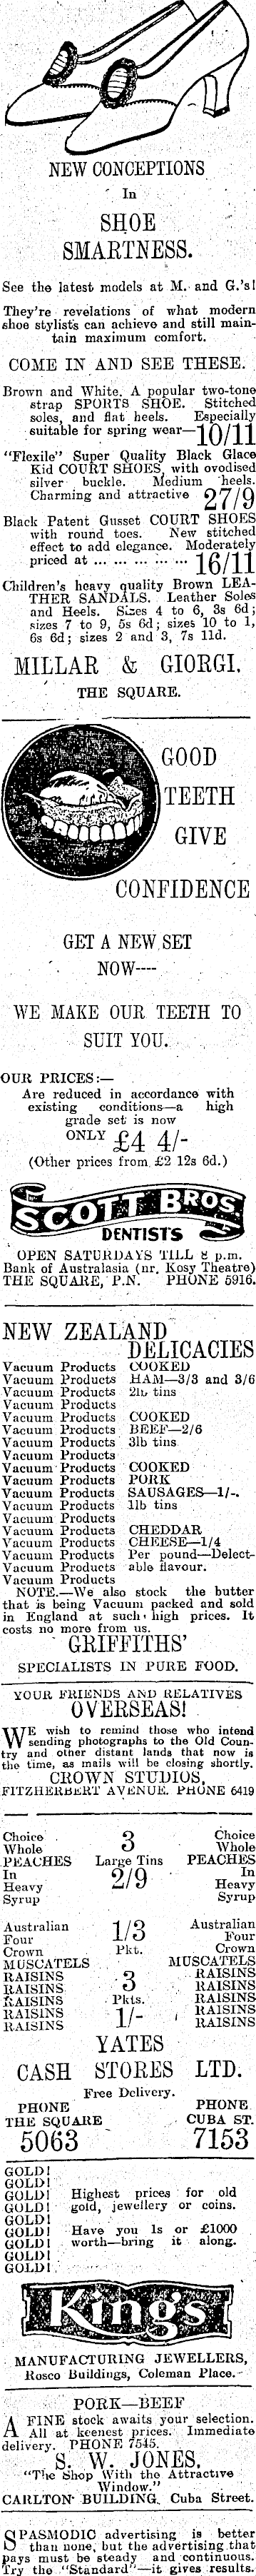 NEW CONCEPTIONS
In
SHOE
SMARTNESS.
See the latest models at M. and G.'s!
They're revelations of what modern
shoe stylists can achieve and still main-
tain maximum comfort.
COME IN AND SEE THESE.
Brown and White. A popular two-tone
strap SPORTS SHOE. Stitched
soles, and flat heels. Especially
suitable for spring wear—10/11
"Flexile" Super Quality Black Glace
Kid COURT SHOES, with ovodised
silver buckle. Medium heels.
Charming and attractive 27/9
Black Patent Gusset COURT SHOES
with round toes. New stitched
effect to add elegance. Moderately
priced at ... ... ... ... ... 16/11
Children's heavy quality Brown LEA-
THER SANDALS. Leather Soles
and Heels. Sizes 4 to 6, 3s 6d;
sizes 7 to 9, 5s 6d; sizes 10 to 1,
6s 6d; sizes 2 and 3, 7s 11d.
MILLAR & GIORGI,
THE SQUARE.
GOOD
TEETH
GIVE
CONFIDENCE
GET A NEW SET
NOW----
WE MAKE OUR TEETH TO
SUIT YOU.
OUR PRICES:—
Are reduced in accordance with
existing conditions—a high
grade set is now
ONLY £4 4/-
(Other prices from £2 12s 6d.)
SCOTT BROS
DENTISTS
OPEN SATURDAYS TILL 8 p.m.
Bank of Australasia (nr. Kosy Theatre)
THE SQUARE, P.N. PHONE 5916.
NEW ZEALAND
DELICACIES
Vacuum Products COOKED
Vacuum Products HAM—3/3 and 3/6
Vacuum Products 2lb tins
Vacuum Products
Vacuum Products COOKED
Vacuum Products BEEF—2/6
Vacuum Products 3lb tins
Vacuum Products
Vacuum Products COOKED
Vacuum Products PORK
Vacuum Products SAUSAGES—1/-.
Vacuum Products 1lb tins
Vacuum Products
Vacuum Products CHEDDAR
Vacuum Products CHEESE—1/4
Vacuum Products Per pound—Delect-
Vacuum Products able flavour.
Vacuum Products
NOTE.—We also stock the butter
that is being Vacuum packed and sold
in England at such high prices. It
costs no more from us.
GRIFFITHS'
SPECIALISTS IN PURE FOOD.
YOUR FRIENDS AND RELATIVES
OVERSEAS!
WE wish to remind those who intend
sending photographs to the Old Coun-
try and other distant lands that now is
the time, as mails will be closing shortly.
CROWN STUDIOS,
FITZHERBERT AVENUE. PHONE 6419
Choice 3 Choice
Whole Whole
PEACHES Large Tins PEACHES
In 2/9 In
Heavy Heavy
Syrup Syrup
Australian 1/3 Australian
Four Four
Crown Pkt. Crown
MUSCATELS MUSCATELS
RAISINS RAISINS
RAISINS 3 RAISINS
RAISINS Pkts. RAISINS
RAISINS 1/- RAISINS
RAISINS RAISINS
YATES
CASH STORES LTD.
Free Delivery.
PHONE PHONE
THE SQUARE CUBA ST.
5063 7153
GOLD!
GOLD!
GOLD! Highest prices for old
GOLD! gold, jewellery or coins.
GOLD!
GOLD! Have you 1s or £1000
GOLD! worth—bring it along.
GOLD!
GOLD!
King's
MANUFACTURING JEWELLERS,
Rosco Buildings, Coleman Place.
PORK—BEEF
A FINE stock awaits your selection.
All at keenest prices. Immediate
delivery. PHONE 7545.
S. W. JONES,
"The Shop With the Attractive
Window."
CARLTON BUILDING, Cuba Street.
SPASMODIC advertising is better
than none, but the advertising that
pays must be steady and continuous.
Try the "Standard"—it gives results.